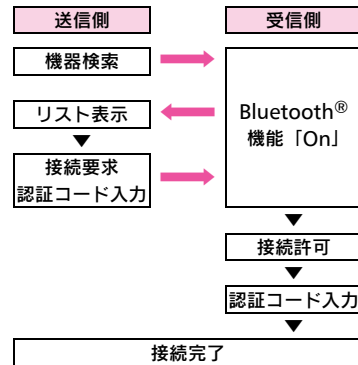 送信側
受信側
機器検索
リスト表示
接続要求
認証コード入力
Bluetooth®
機能「On」
接続許可
認証コード入力
接続完了